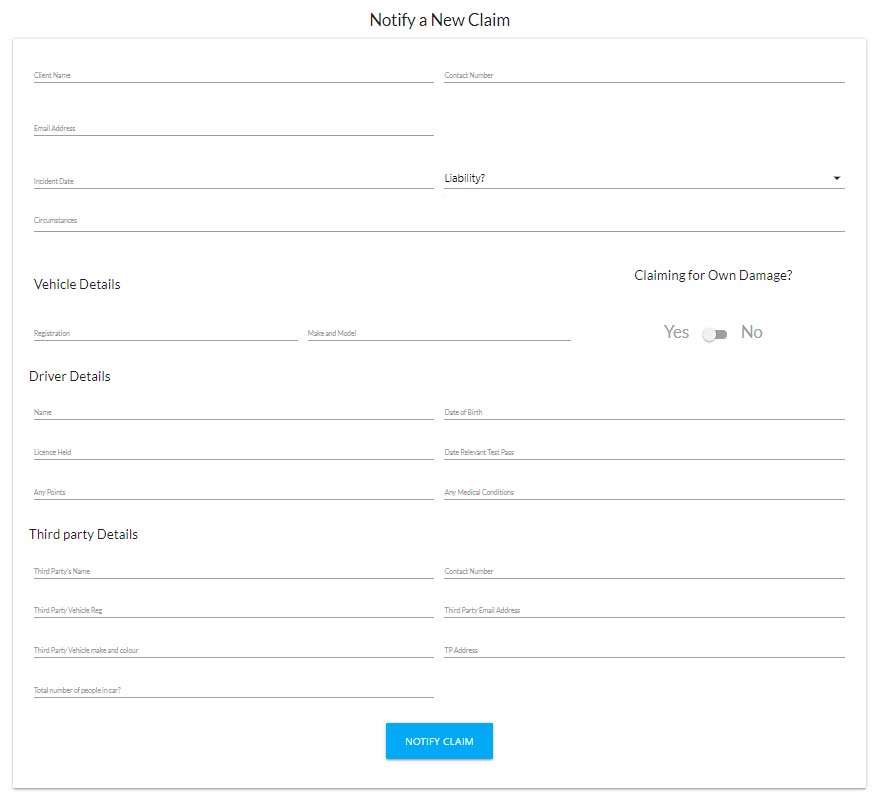 Notify a New Claim
Client Name
Contact Number
Email Address
Incident Date
Liability?
Circumstances
Vehicle Details
Claiming for Own Damage?
Registration
Make and Model
Yes No
Driver Details
Name
Date of Birth
Licence Held
Date Relevant Test Pass
Any Points
Any Medical Conditions
Third party Details
Third Party's Name
Contact Number
Third Party Vehicle Reg
Third Party Email Address
Third Party Vehicle make and colour
TP Address
Total number of people in car?
NOTIFY CLAIM